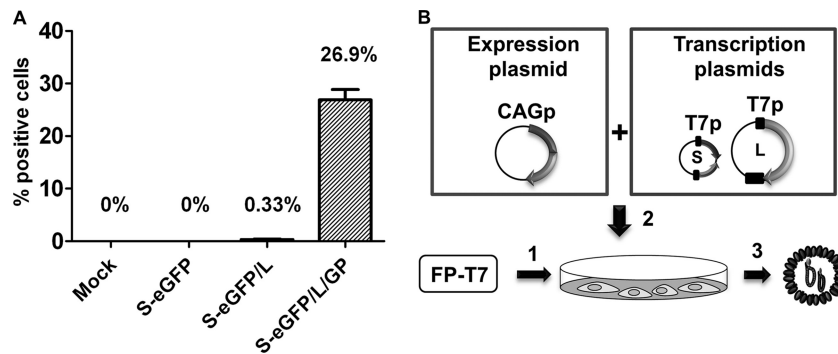 A
% positive cells
40
30
20
10
0
0%
0%
0.33%
26.9%
Mock
S-eGFP
S-eGFP/L
S-eGFP/L/GP
B
Expression
plasmid
CAGp
+
Transcription
plasmids
T7p
S
T7p
L
2
FP-T7
1
3